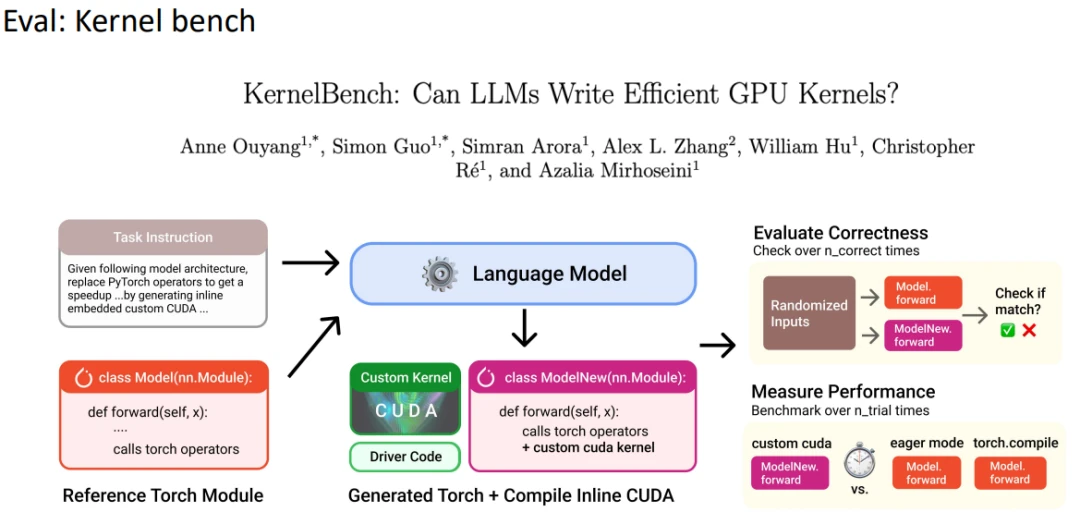 Eval: Kernel bench
KernelBench: Can LLMs Write Efficient GPU Kernels?
Anne Ouyang¹,*, Simon Guo¹,*, Simran Arora¹, Alex L. Zhang², William Hu¹, Christopher
Ré¹, and Azalia Mirhoseini¹
Task Instruction
Given following model architecture,
replace PyTorch operators to get a
speedup ...by generating inline
embedded custom CUDA ...
class Model(nn.Module):
def forward(self, x):
....
calls torch operators
Reference Torch Module
Language Model
Custom Kernel
CUDA
Driver Code
class ModelNew(nn.Module):
def forward(self, x):
calls torch operators
+ custom cuda kernel
Generated Torch + Compile Inline CUDA
Evaluate Correctness
Check over n_correct times
Randomized
Inputs
Model.
forward
ModelNew.
forward
Check if
match?
Measure Performance
Benchmark over n_trial times
custom cuda
ModelNew.
forward
vs.
eager mode
Model.
forward
torch.compile
Model.
forward